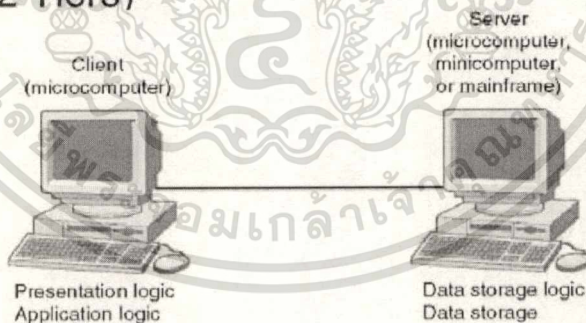 2 Tiers)
Server
(microcomputer,
minicomputer,
or mainframe)
Client
(microcomputer)
Presentation logic
Application logic
Data storage logic
Data storage